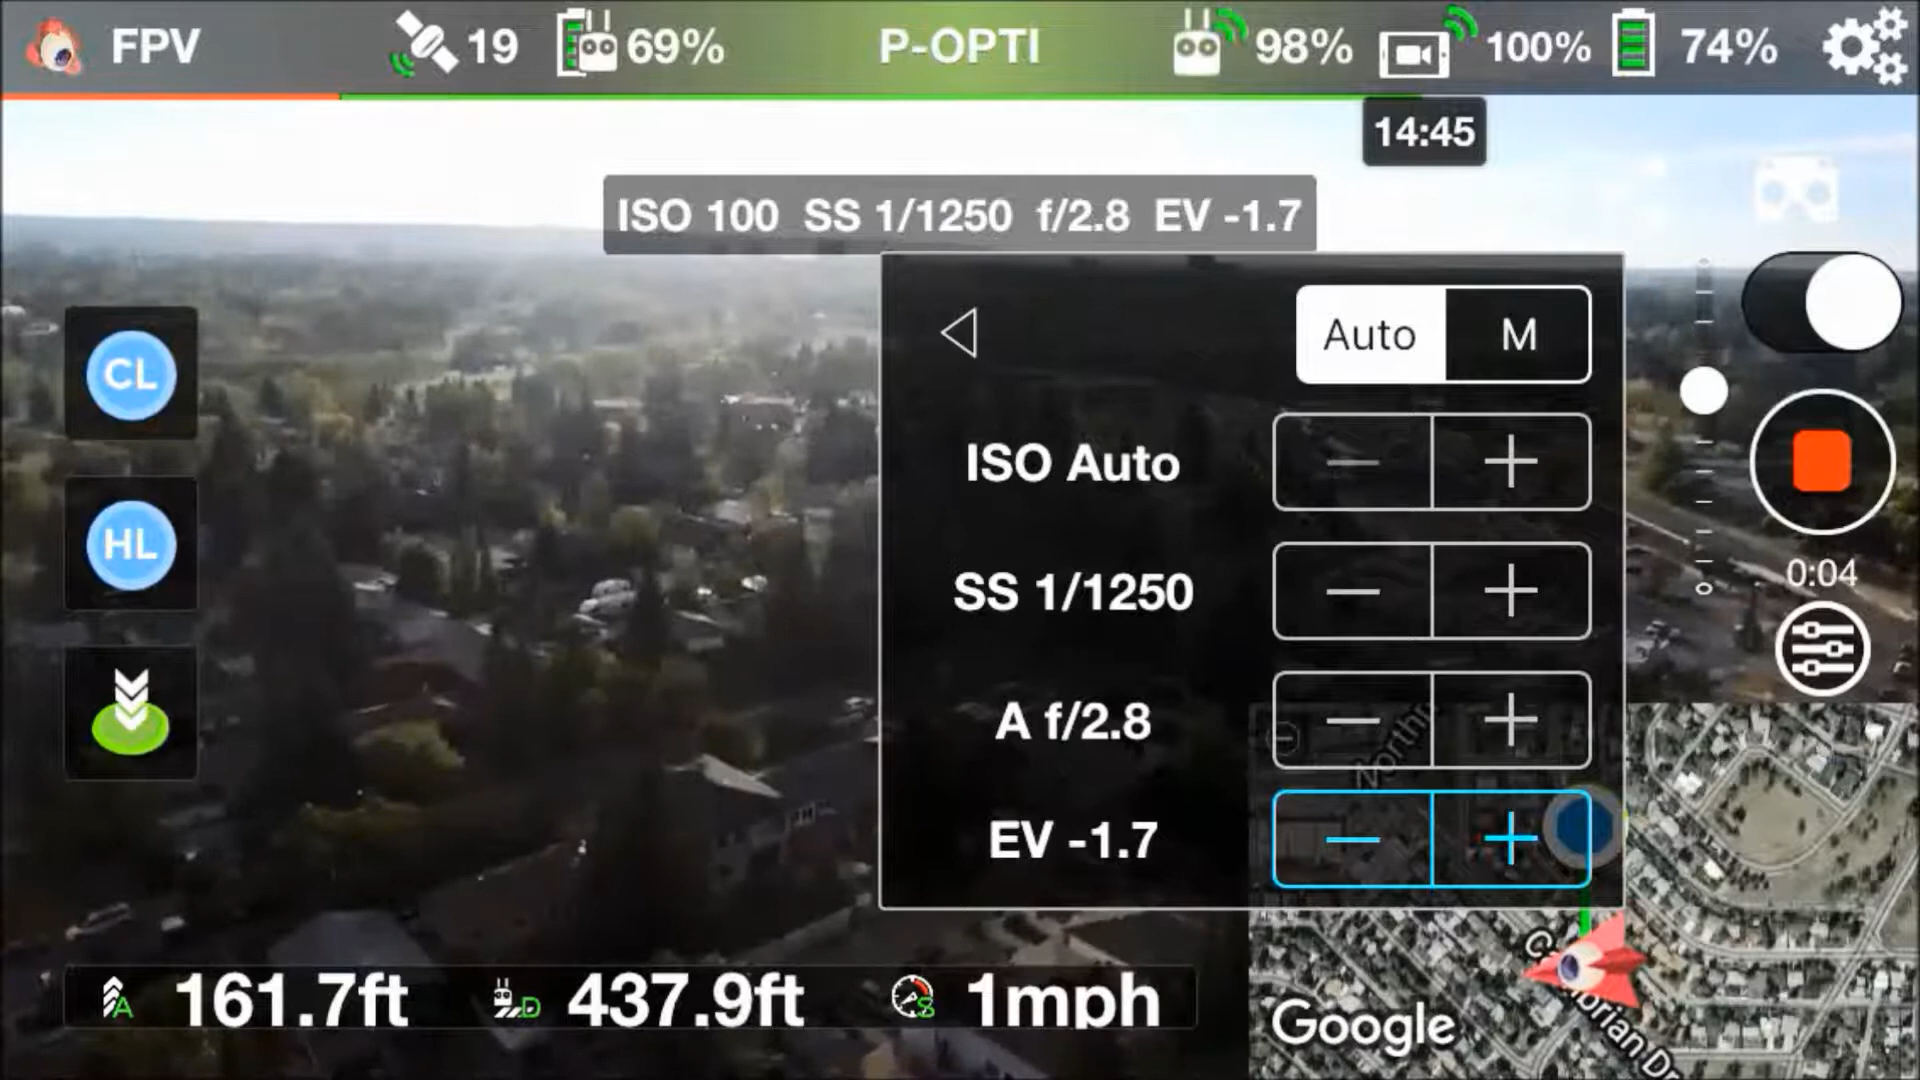 FPV 19 69% P-OPTI 98% 100% 74%
14:45
ISO 100 SS 1/1250 f/2.8 EV -1.7
Auto M
CL
ISO Auto
HL
0:04
SS 1/1250
A f/2.8
EV -1.7
A 161.7ft D 437.9ft S 1mph
Google